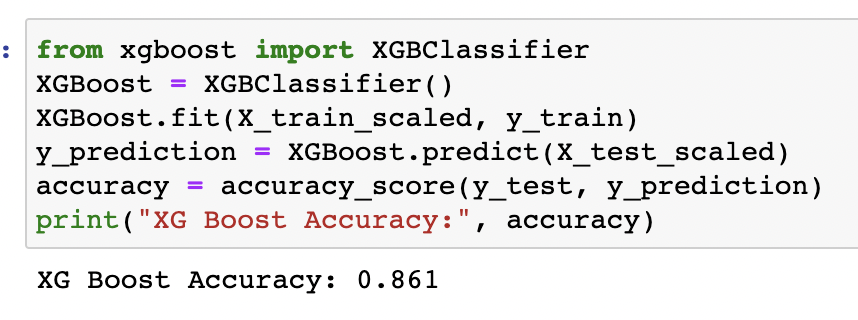 :
from xgboost import XGBClassifier
XGBoost = XGBClassifier()
XGBoost.fit(X_train_scaled, y_train)
y_prediction = XGBoost.predict(X_test_scaled)
accuracy = accuracy_score(y_test, y_prediction)
print("XG Boost Accuracy:", accuracy)
XG Boost Accuracy: 0.861